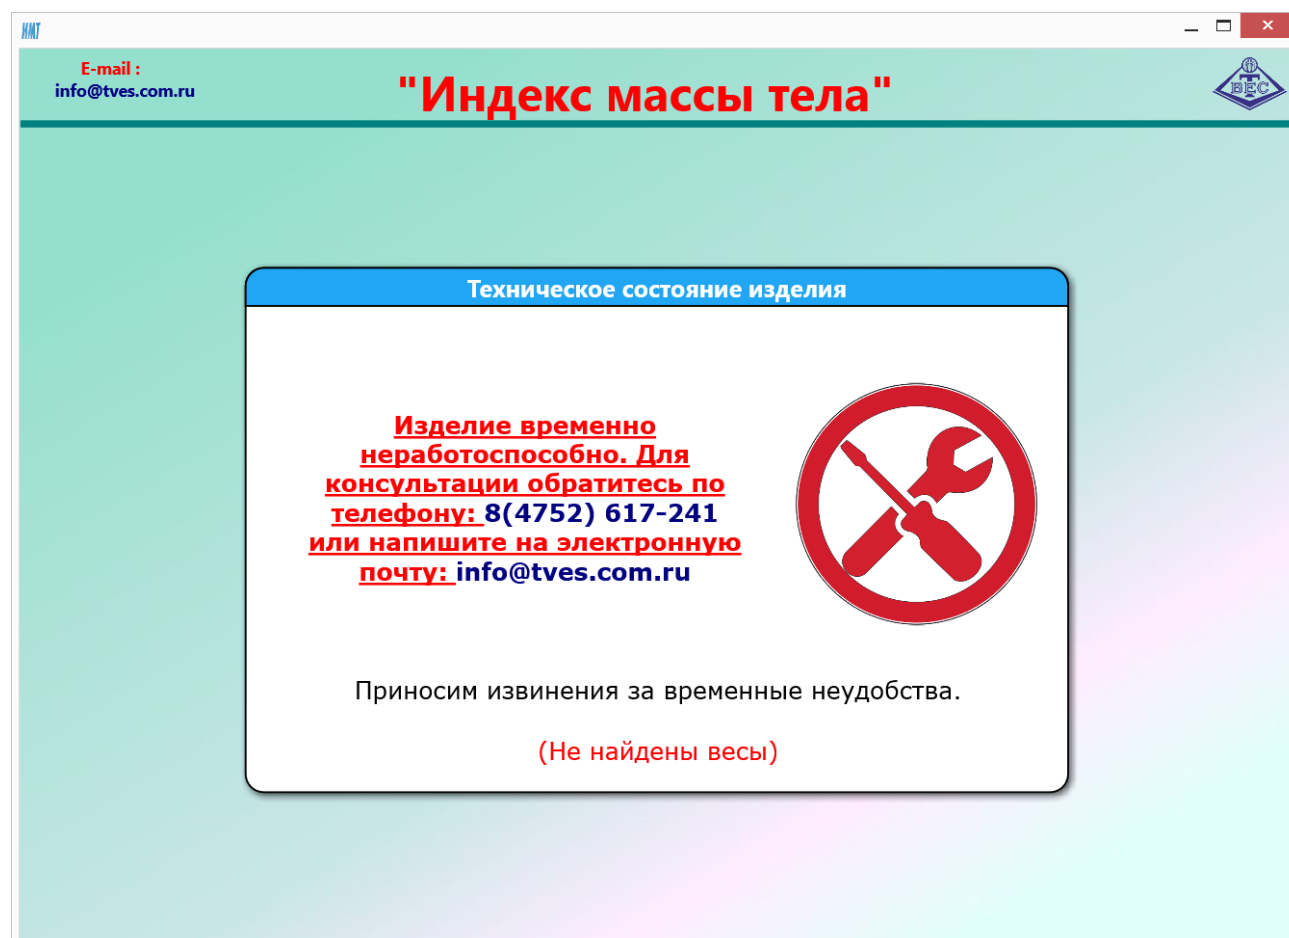 ИМТ
E-mail :
info@tves.com.ru
"Индекс массы тела"
ВЕС
Техническое состояние изделия
Изделие временно
неработоспособно. Для
консультации обратитесь по
телефону: 8(4752) 617-241
или напишите на электронную
почту: info@tves.com.ru
Приносим извинения за временные неудобства.
(Не найдены весы)